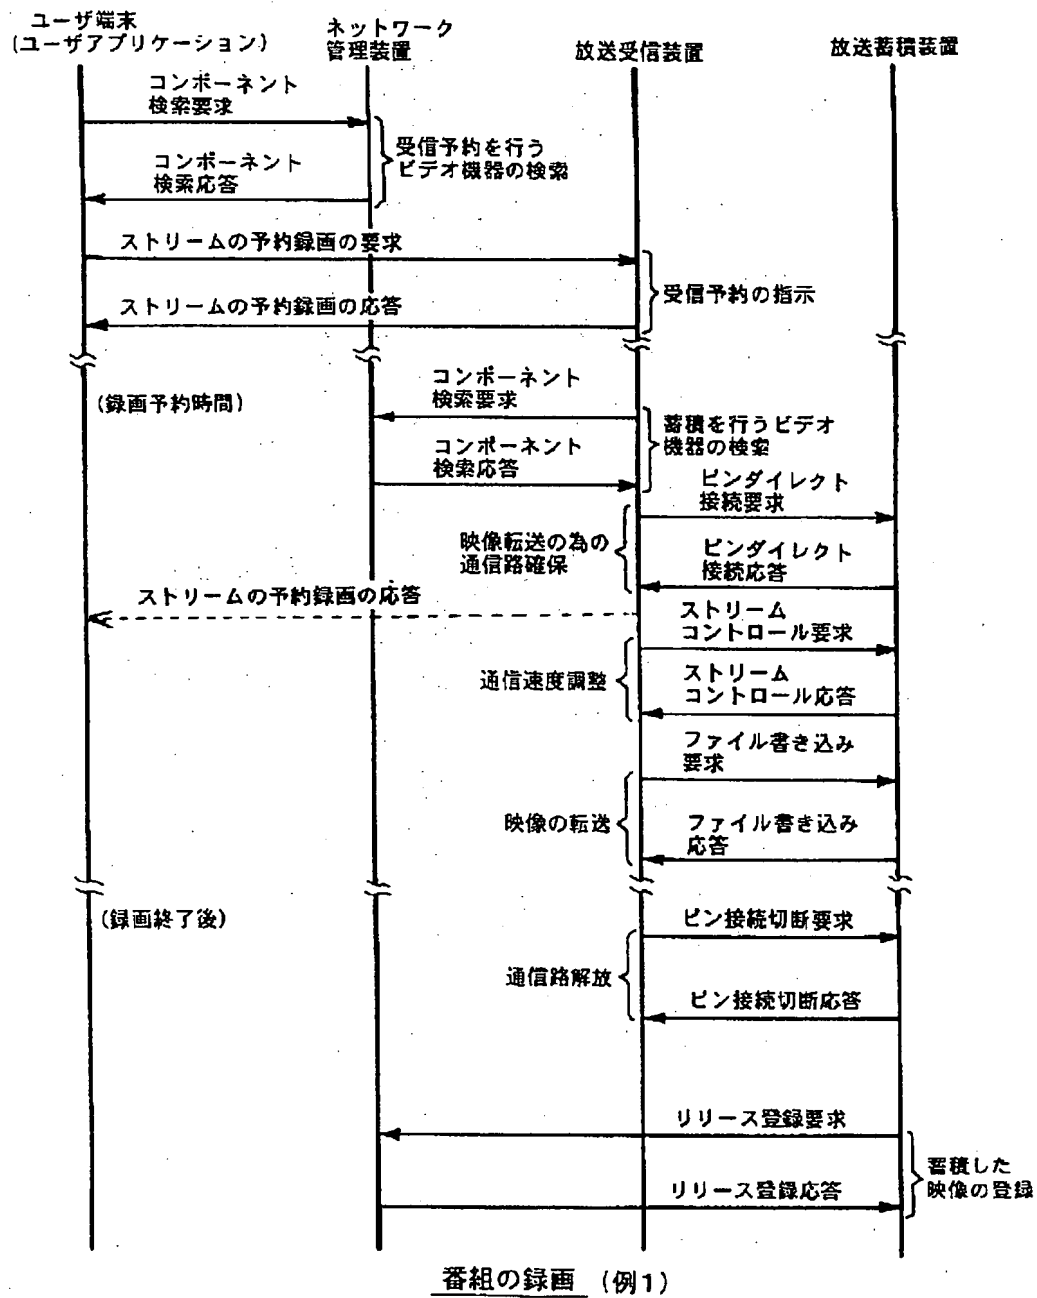 ユーザ端末
(ユーザアプリケーション)
ネットワーク
管理装置
放送受信装置
放送蓄積装置
コンポーネント
検索要求
コンポーネント
検索応答
受信予約を行う
ビデオ機器の検索
ストリームの予約録画の要求
ストリームの予約録画の応答
受信予約の指示
(録画予約時間)
コンポーネント
検索要求
コンポーネント
検索応答
蓄積を行うビデオ
機器の検索
ピンダイレクト
接続要求
ピンダイレクト
接続応答
映像転送の為の
通信路確保
ストリームの予約録画の応答
ストリーム
コントロール要求
ストリーム
コントロール応答
通信速度調整
ファイル書き込み
要求
ファイル書き込み
応答
映像の転送
(録画終了後)
ピン接続切断要求
ピン接続切断応答
通信路解放
リリース登録要求
リリース登録応答
蓄積した
映像の登録
番組の録画 (例1)